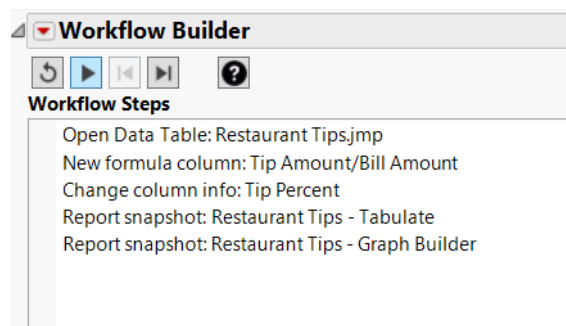 Workflow Builder
?
Workflow Steps
Open Data Table: Restaurant Tips.jmp
New formula column: Tip Amount/Bill Amount
Change column info: Tip Percent
Report snapshot: Restaurant Tips - Tabulate
Report snapshot: Restaurant Tips - Graph Builder